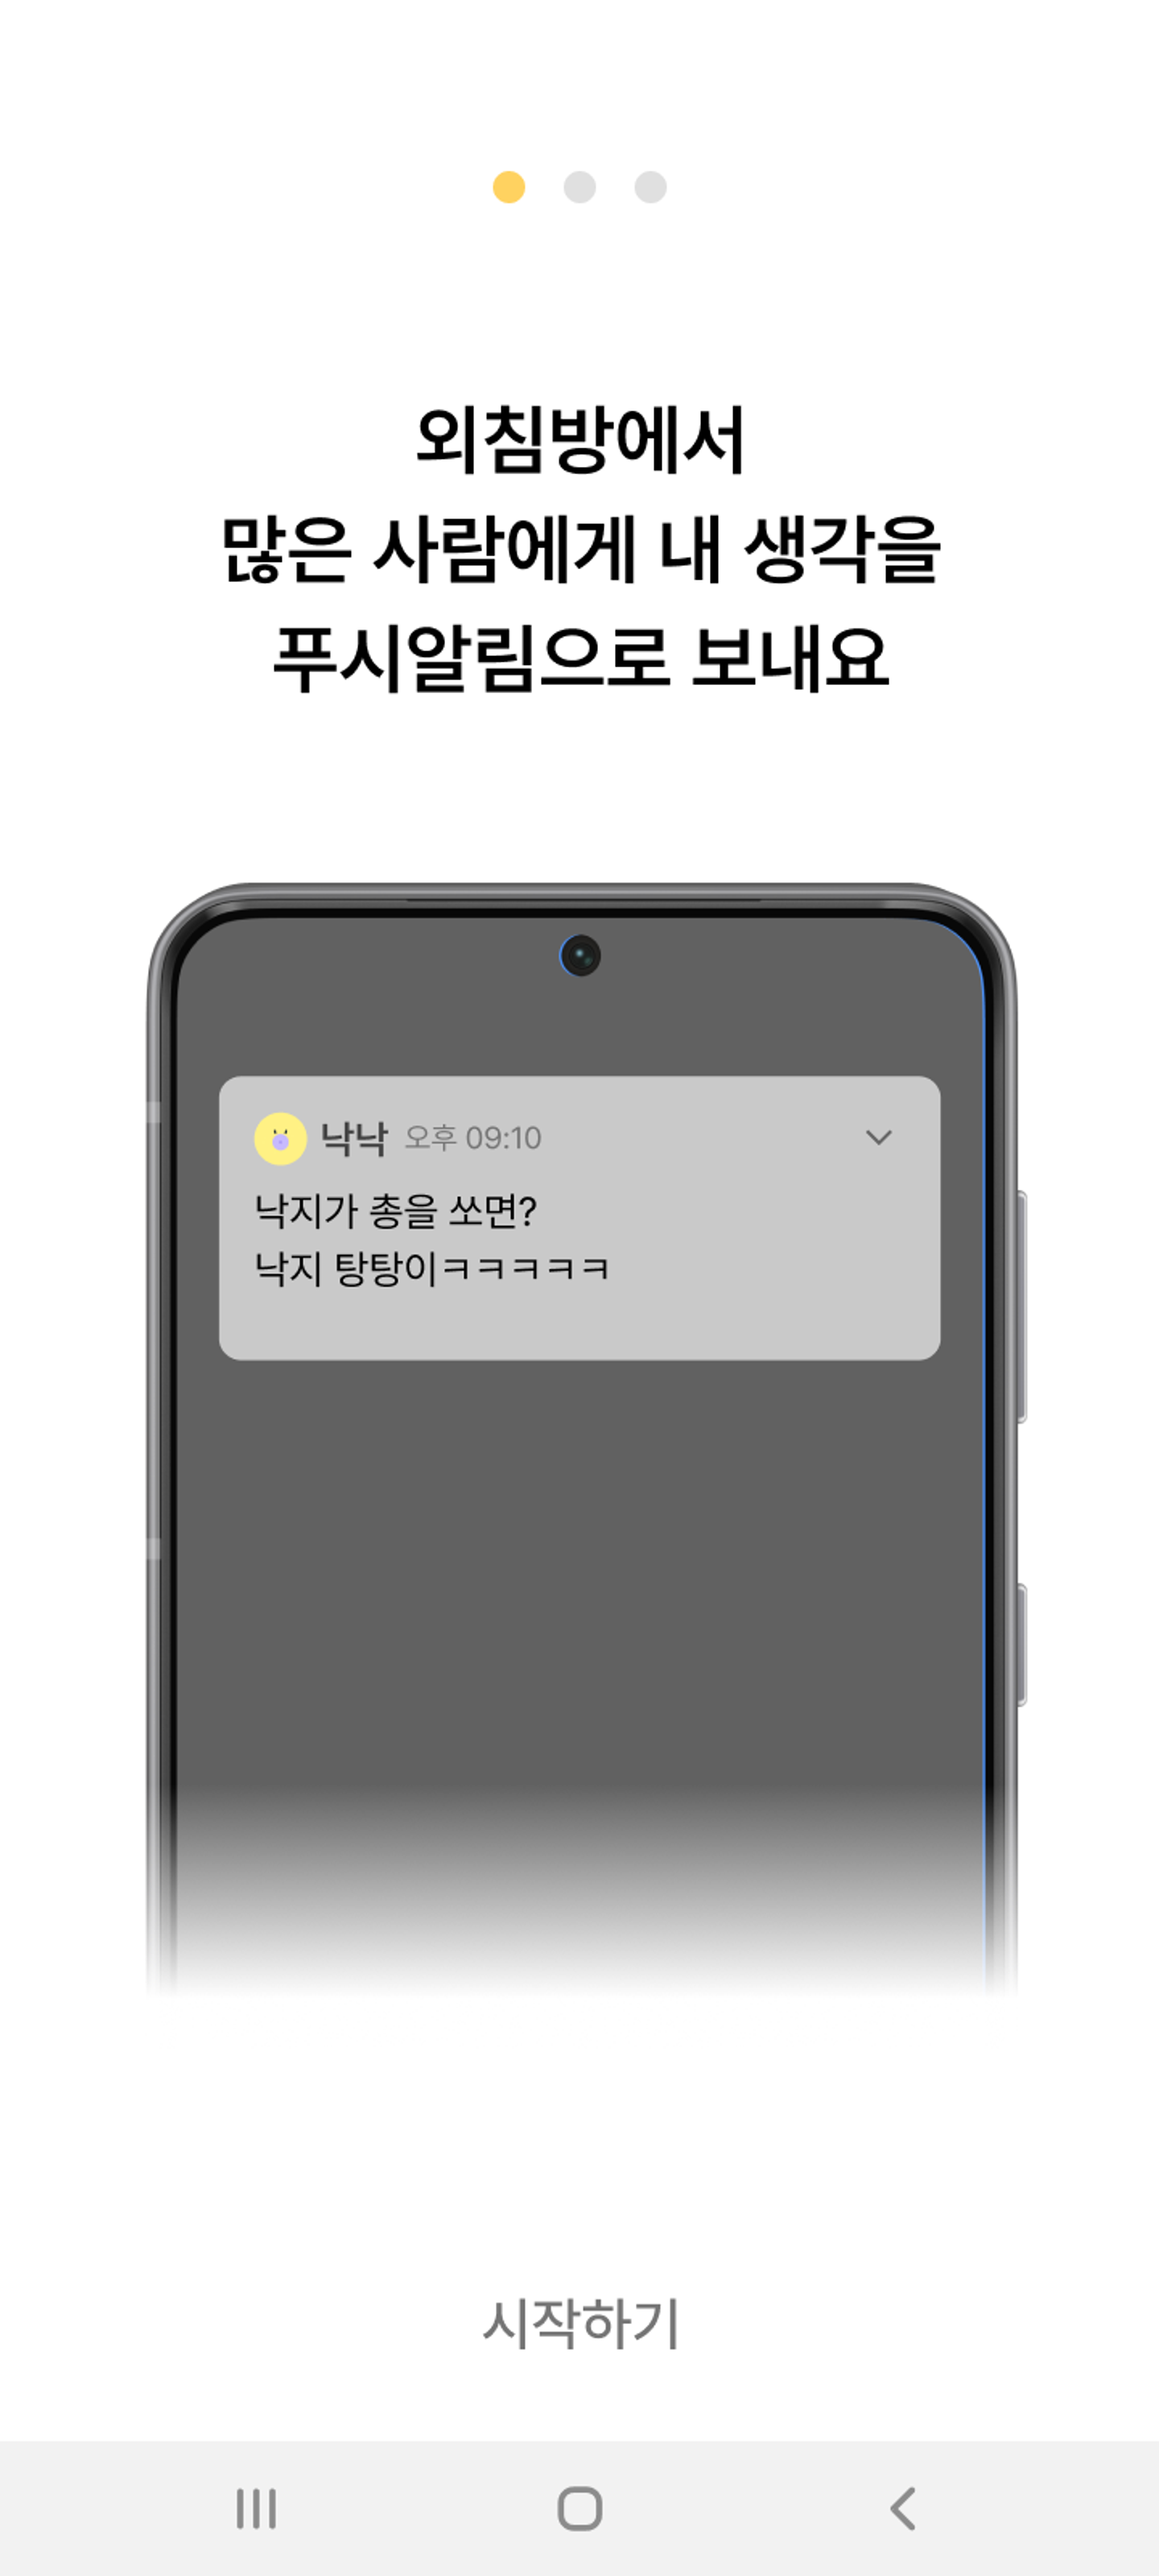 외침방에서
많은 사람에게 내 생각을
푸시알림으로 보내요
낙낙 오후 09:10
낙지가 총을 쏘면?
낙지 탕탕이ㅋㅋㅋㅋㅋ
시작하기